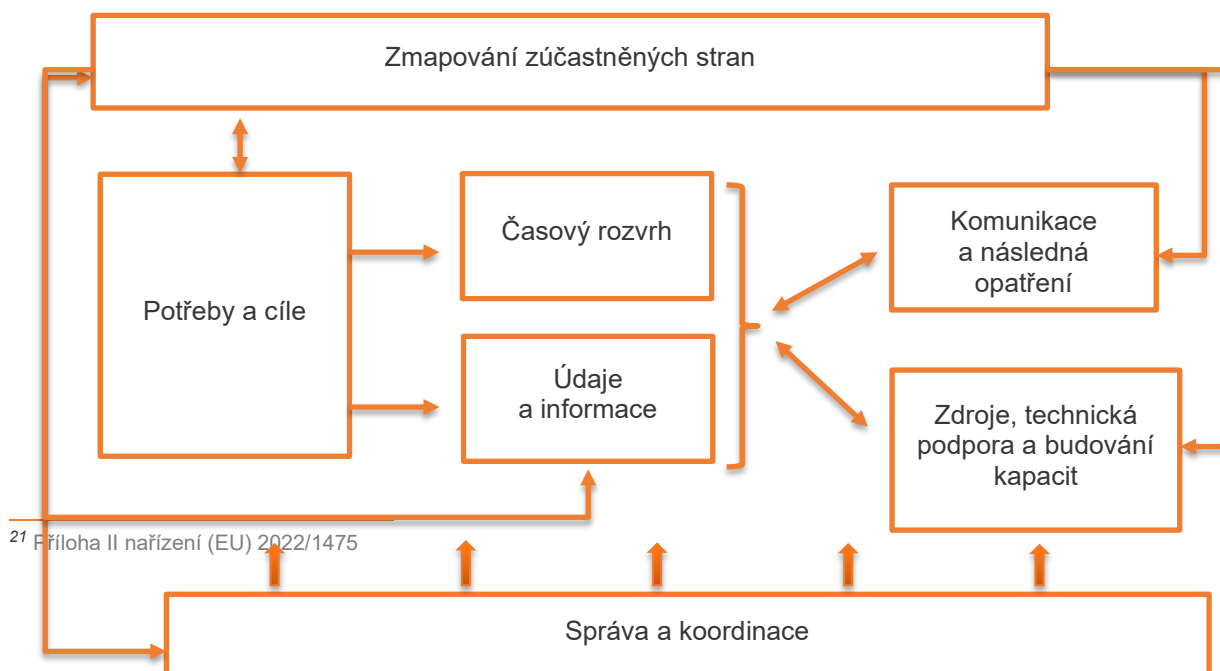 Zmapování zúčastněných stran
Potřeby a cíle
Časový rozvrh
Údaje
a informace
Komunikace
a následná
opatření
Zdroje, technická
podpora a budování
kapacit
21 Příloha II nařízení (EU) 2022/1475
Správa a koordinace